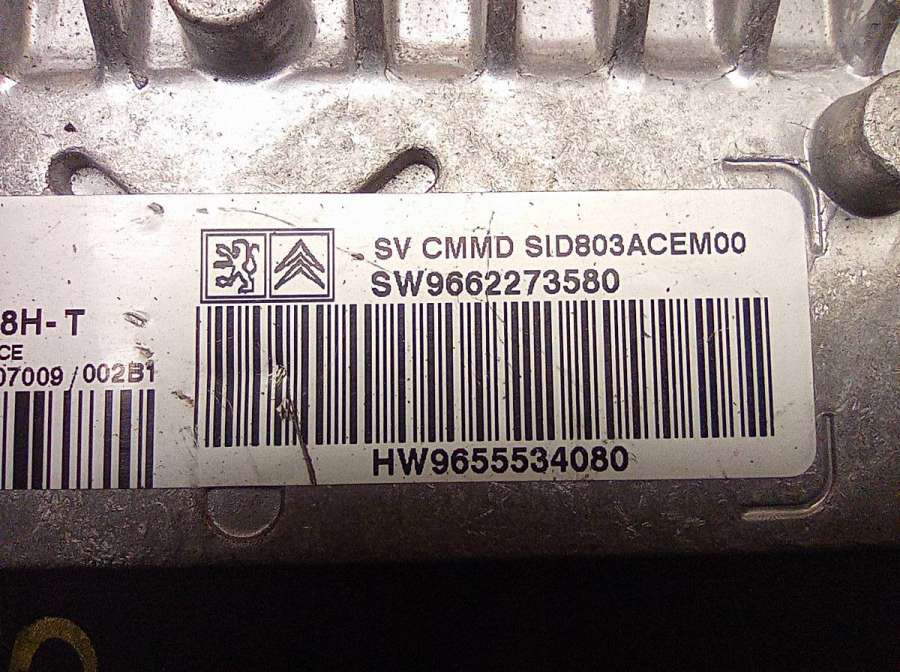 8H-T
CE
07009/002B1
SV CMMD SID803ACEM00
SW9662273580
HW9655534080